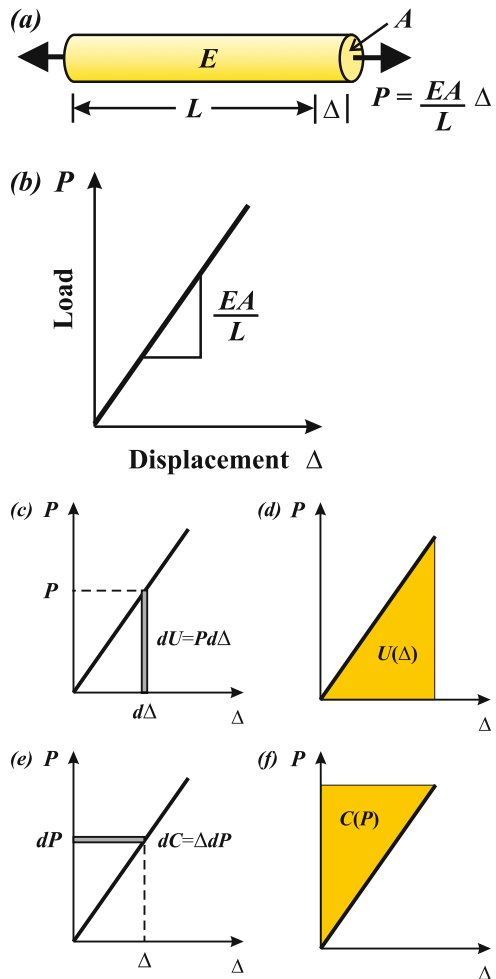 (a)
A
E
L Δ
P = EA/L Δ
(b) P
Load
EA/L
Displacement Δ
(c) P
P
dU=PdΔ
dΔ Δ
(d) P
U(Δ)
Δ
(e) P
dP
dC=ΔdP
Δ Δ
(f) P
C(P)
Δ